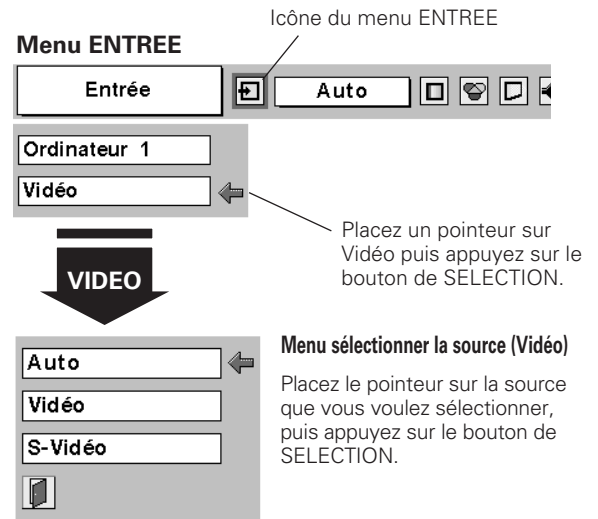 Icône du menu ENTREE
Menu ENTREE
Entrée
Auto
Ordinateur 1
Vidéo
Placez un pointeur sur
Vidéo puis appuyez sur le
bouton de SELECTION.
VIDEO
Menu sélectionner la source (Vidéo)
Auto
Placez le pointeur sur la source
que vous voulez sélectionner,
puis appuyez sur le bouton de
SELECTION.
Vidéo
S-Vidéo